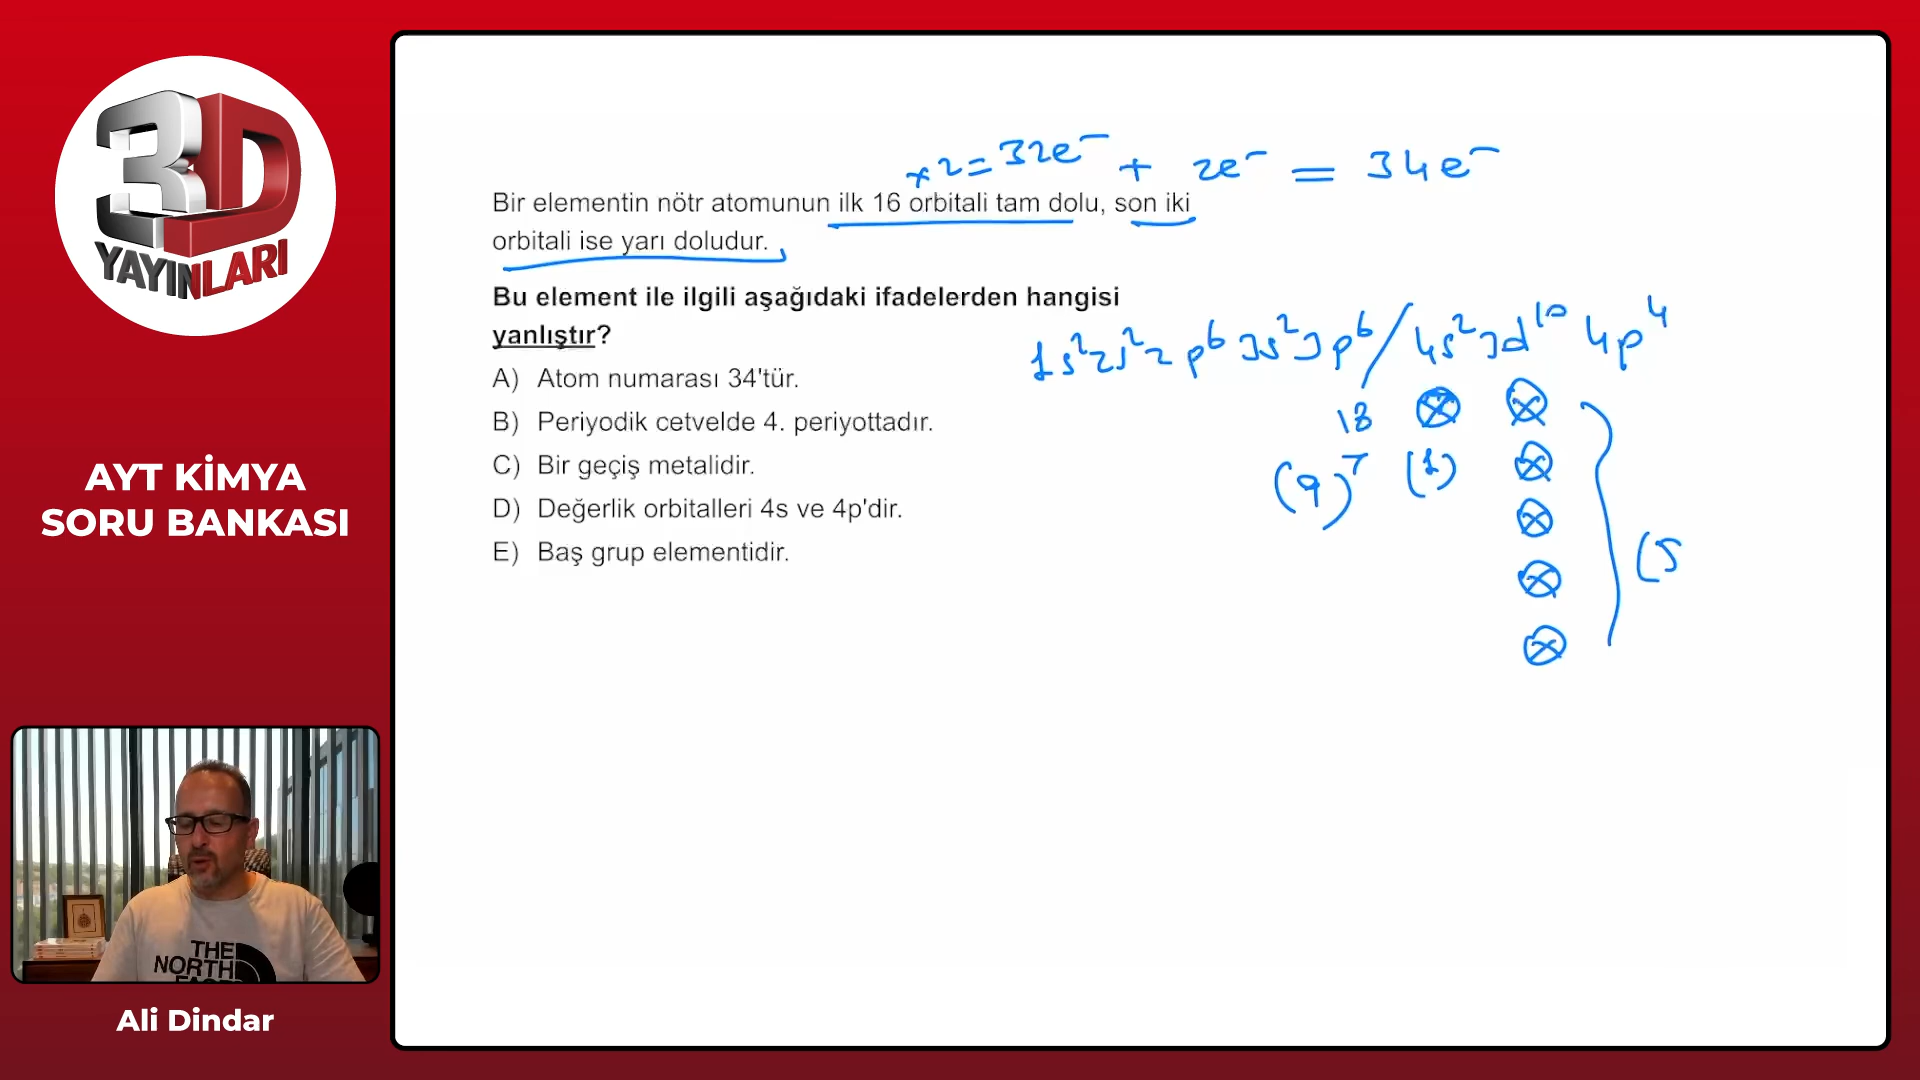 3D
YAYINLARI
AYT KİMYA
SORU BANKASI
x2=32e⁻ + 2e⁻ = 34e⁻
Bir elementin nötr atomunun ilk 16 orbitali tam dolu, son iki
orbitali ise yarı doludur.
Bu element ile ilgili aşağıdaki ifadelerden hangisi
yanlıştır?
A) Atom numarası 34'tür.
B) Periyodik cetvelde 4. periyottadır.
C) Bir geçiş metalidir.
D) Değerlik orbitalleri 4s ve 4p'dir.
E) Baş grup elementidir.
1s²2s²2p⁶3s²3p⁶/4s²3d¹⁰4p⁴
18
(9) (1)
(5
THE
NORTH
Ali Dindar